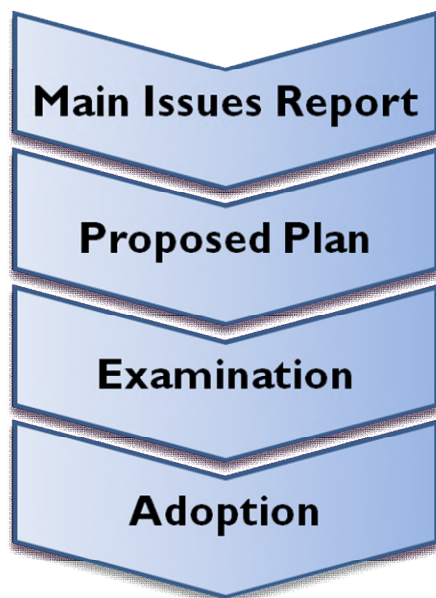 Main Issues Report
Proposed Plan
Examination
Adoption